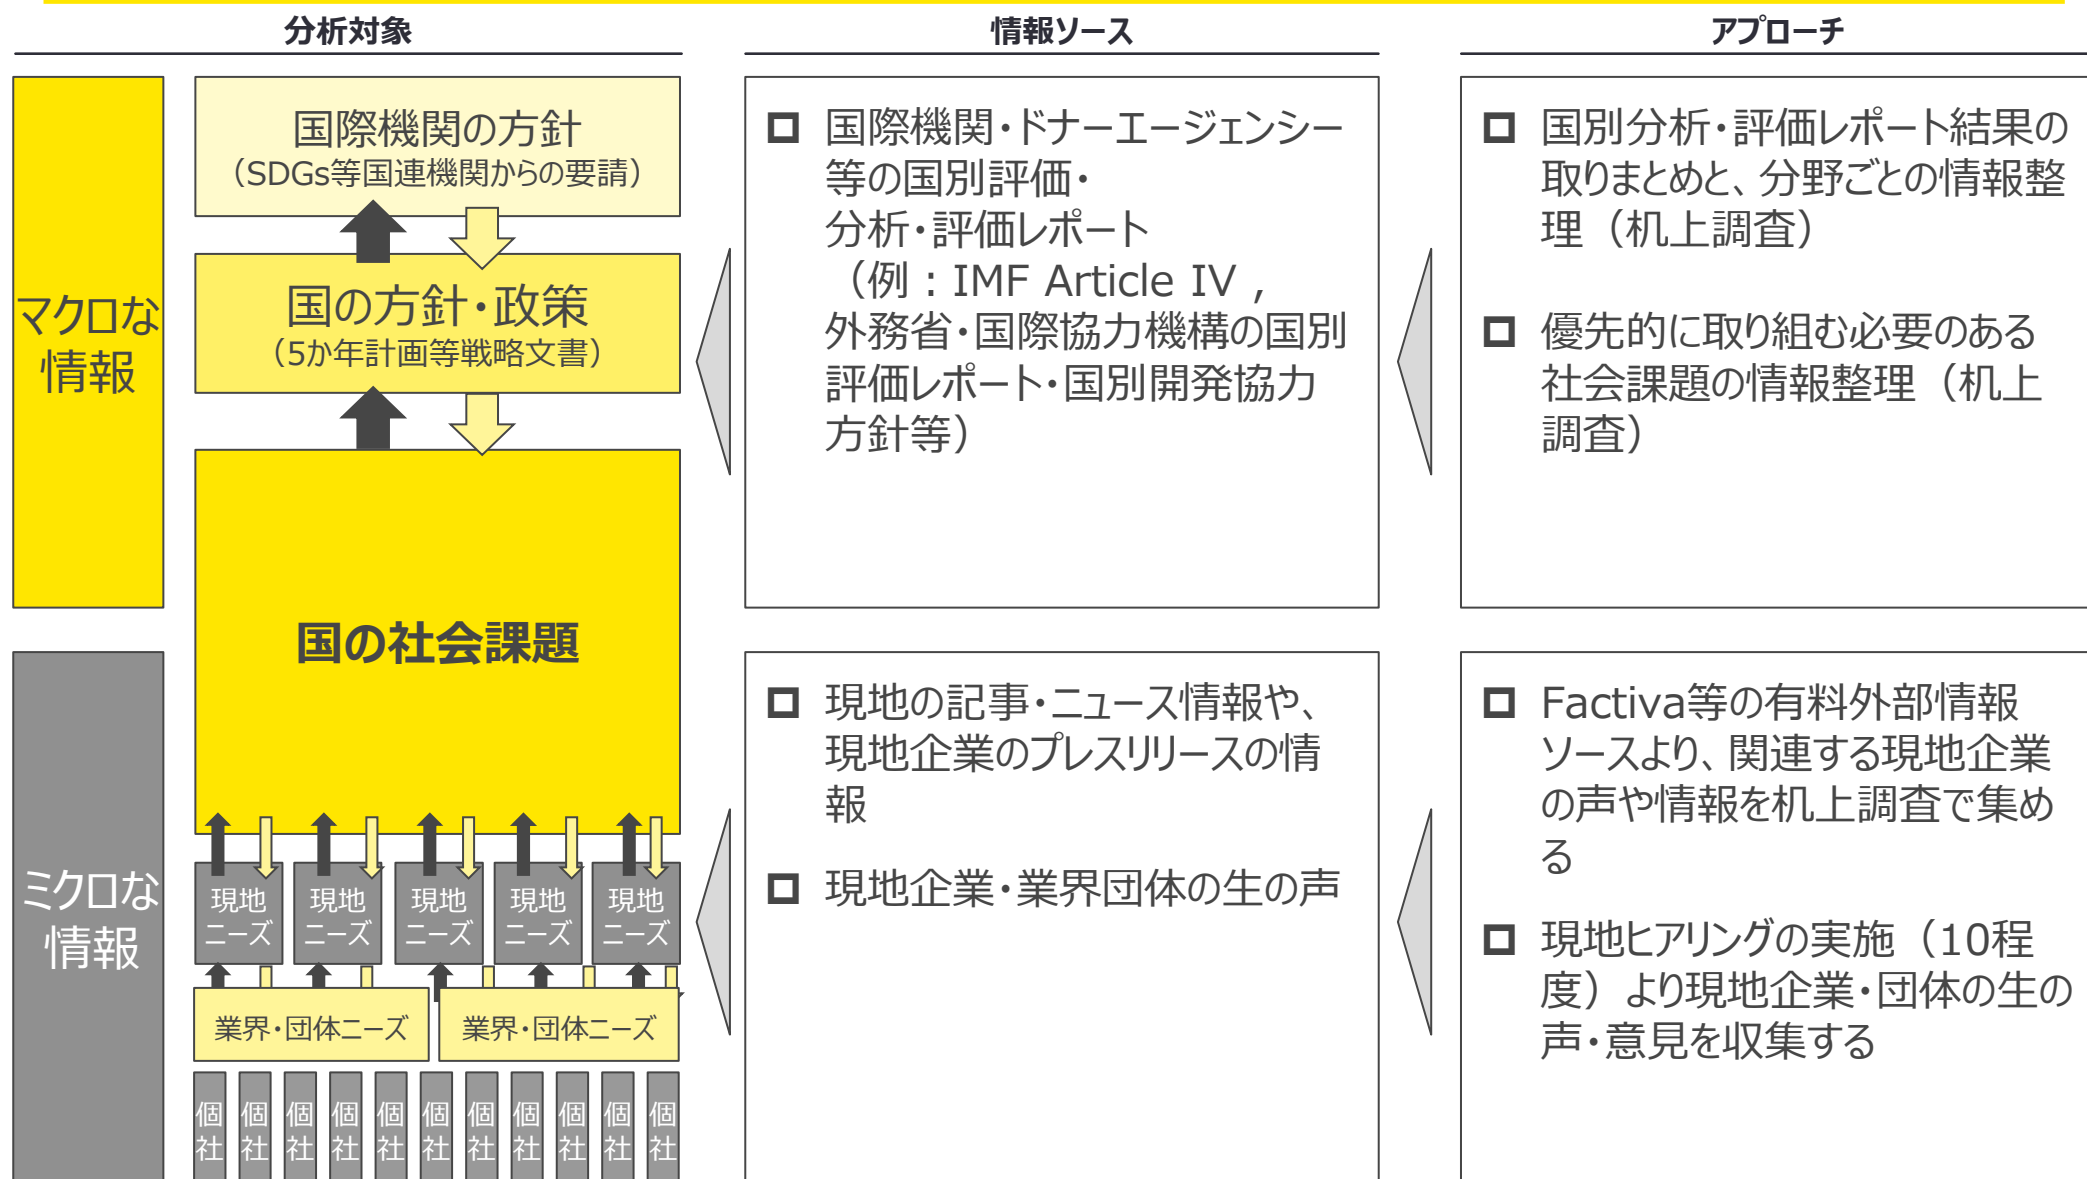 分析対象
情報ソース
アプローチ
マクロな
情報
国際機関の方針
（SDGs等国連機関からの要請）
国の方針・政策
（5か年計画等戦略文書）
国の社会課題
国際機関・ドナーエージェンシー
等の国別評価・
分析・評価レポート
（例：IMF Article IV ,
外務省・国際協力機構の国別
評価レポート・国別開発協力
方針等）
国別分析・評価レポート結果の
取りまとめと、分野ごとの情報整
理（机上調査）
優先的に取り組む必要のある
社会課題の情報整理（机上
調査）
ミクロな
情報
現地
ニーズ
現地
ニーズ
現地
ニーズ
現地
ニーズ
現地
ニーズ
業界・団体ニーズ
業界・団体ニーズ
個
社
個
社
個
社
個
社
個
社
個
社
個
社
個
社
個
社
個
社
個
社
現地の記事・ニュース情報や、
現地企業のプレスリリースの情
報
現地企業・業界団体の生の声
Factiva等の有料外部情報
ソースより、関連する現地企業
の声や情報を机上調査で集め
る
現地ヒアリングの実施（10程
度）より現地企業・団体の生の
声・意見を収集する